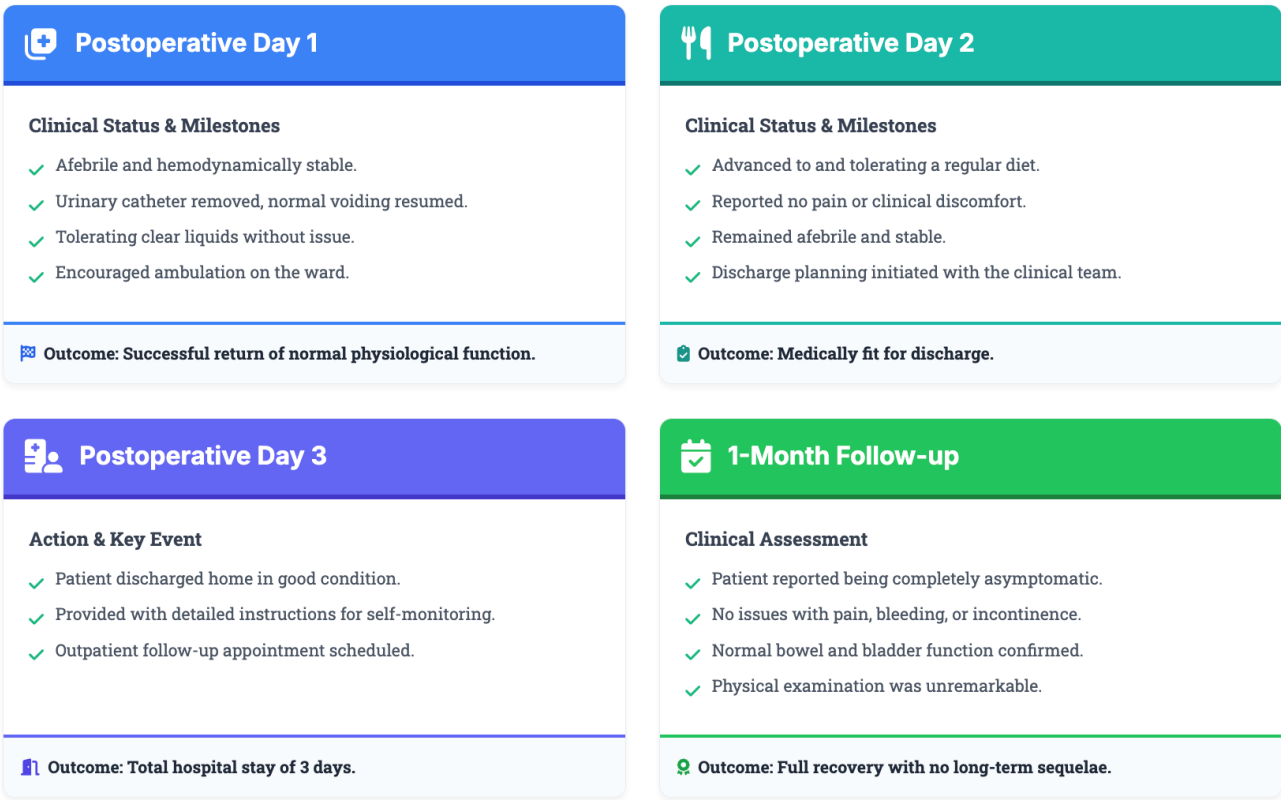 Postoperative Day 1
Clinical Status & Milestones
Afebrile and hemodynamically stable.
Urinary catheter removed, normal voiding resumed.
Tolerating clear liquids without issue.
Encouraged ambulation on the ward.
Outcome: Successful return of normal physiological function.
Postoperative Day 2
Clinical Status & Milestones
Advanced to and tolerating a regular diet.
Reported no pain or clinical discomfort.
Remained afebrile and stable.
Discharge planning initiated with the clinical team.
Outcome: Medically fit for discharge.
Postoperative Day 3
Action & Key Event
Patient discharged home in good condition.
Provided with detailed instructions for self-monitoring.
Outpatient follow-up appointment scheduled.
Outcome: Total hospital stay of 3 days.
1-Month Follow-up
Clinical Assessment
Patient reported being completely asymptomatic.
No issues with pain, bleeding, or incontinence.
Normal bowel and bladder function confirmed.
Physical examination was unremarkable.
Outcome: Full recovery with no long-term sequelae.